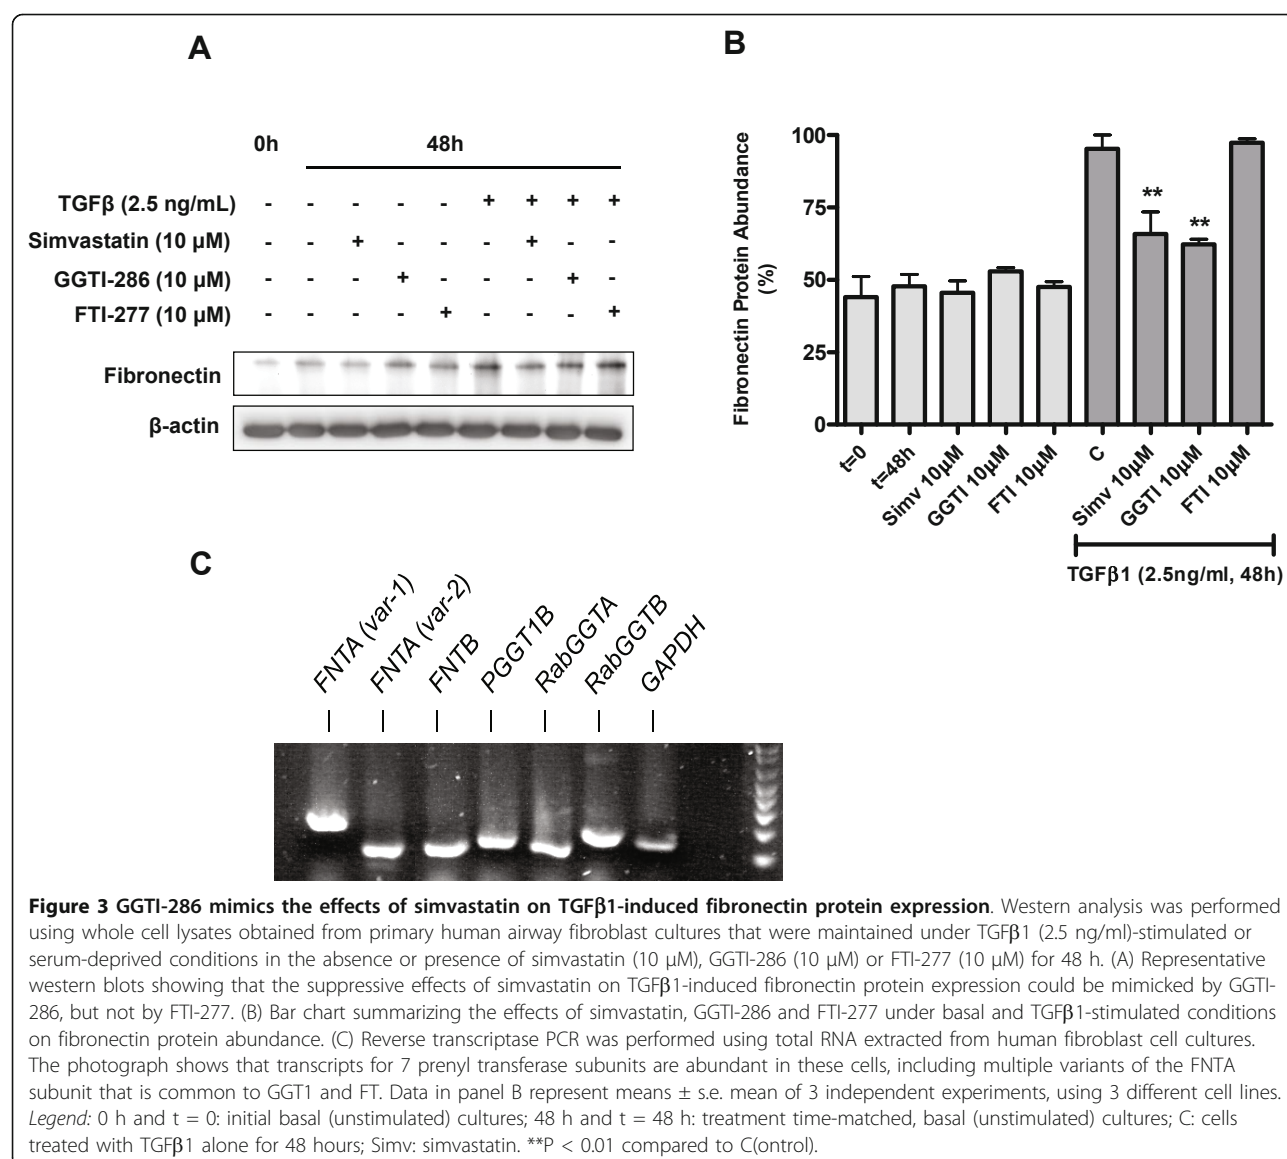 A
0h 48h
TGFβ (2.5 ng/mL) - - - - - + + + +
Simvastatin (10 µM) - - + - - - + - -
GGTI-286 (10 µM) - - - + - - - + -
FTI-277 (10 µM) - - - - + - - - +
Fibronectin
β-actin
B
Fibronectin Protein Abundance
(%)
100
75
50
25
0
** **
t=0
t=48h
Simv 10µM
GGTI 10µM
FTI 10µM
C
Simv 10µM
GGTI 10µM
FTI 10µM
TGFβ1 (2.5ng/ml, 48h)
C
FNTA (var-1)
FNTA (var-2)
FNTB
PGGT1B
RabGGTA
RabGGTB
GAPDH
Figure 3 GGTI-286 mimics the effects of simvastatin on TGFβ1-induced fibronectin protein expression. Western analysis was performed
using whole cell lysates obtained from primary human airway fibroblast cultures that were maintained under TGFβ1 (2.5 ng/ml)-stimulated or
serum-deprived conditions in the absence or presence of simvastatin (10 µM), GGTI-286 (10 µM) or FTI-277 (10 µM) for 48 h. (A) Representative
western blots showing that the suppressive effects of simvastatin on TGFβ1-induced fibronectin protein expression could be mimicked by GGTI-
286, but not by FTI-277. (B) Bar chart summarizing the effects of simvastatin, GGTI-286 and FTI-277 under basal and TGFβ1-stimulated conditions
on fibronectin protein abundance. (C) Reverse transcriptase PCR was performed using total RNA extracted from human fibroblast cell cultures.
The photograph shows that transcripts for 7 prenyl transferase subunits are abundant in these cells, including multiple variants of the FNTA
subunit that is common to GGT1 and FT. Data in panel B represent means ± s.e. mean of 3 independent experiments, using 3 different cell lines.
Legend: 0 h and t = 0: initial basal (unstimulated) cultures; 48 h and t = 48 h: treatment time-matched, basal (unstimulated) cultures; C: cells
treated with TGFβ1 alone for 48 hours; Simv: simvastatin. **P < 0.01 compared to C(ontrol).